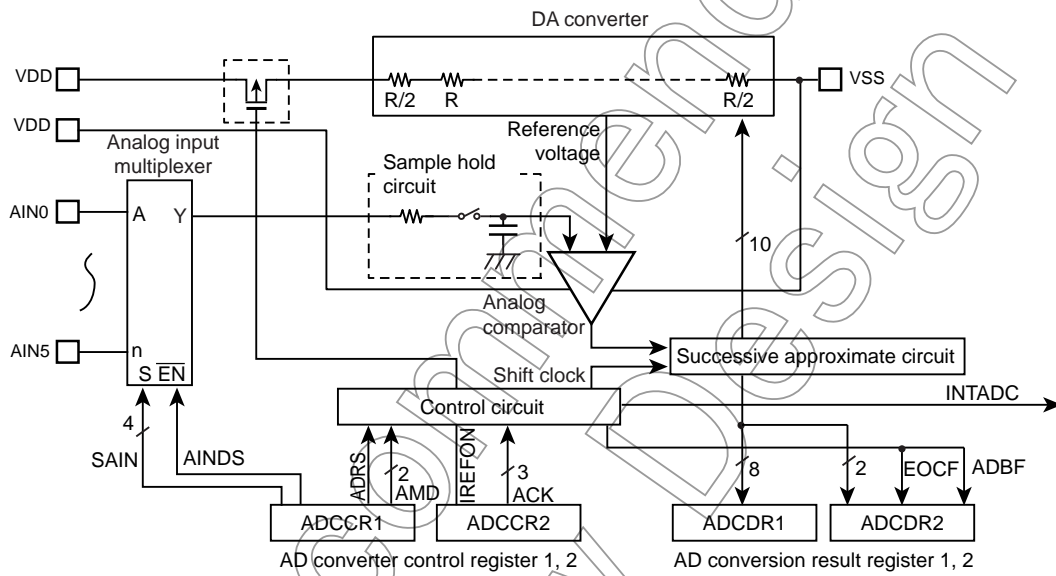 DA converter
VDD
R/2
R
R/2
VSS
VDD
Analog input
multiplexer
Reference
voltage
Sample hold
circuit
AIN0
A
Y
10
Analog
comparator
AIN5
n
S EN
Successive approximate circuit
Shift clock
INTADC
Control circuit
4
SAIN
AINDS
ADRS
2
AMD
IREFON
3
ACK
8
2
EOCF
ADBF
ADCCR1
ADCCR2
ADCDR1
ADCDR2
AD converter control register 1, 2
AD conversion result register 1, 2